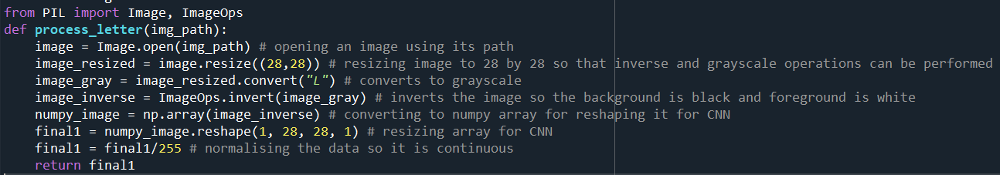 from PIL import Image, ImageOps
def process_letter(img_path):
    image = Image.open(img_path) # opening an image using its path
    image_resized = image.resize((28,28)) # resizing image to 28 by 28 so that inverse and grayscale operations can be performed
    image_gray = image_resized.convert("L") # converts to grayscale
    image_inverse = ImageOps.invert(image_gray) # inverts the image so the background is black and foreground is white
    numpy_image = np.array(image_inverse) # converting to numpy array for reshaping it for CNN
    final1 = numpy_image.reshape(1, 28, 28, 1) # resizing array for CNN
    final1 = final1/255 # normalising the data so it is continuous
    return final1